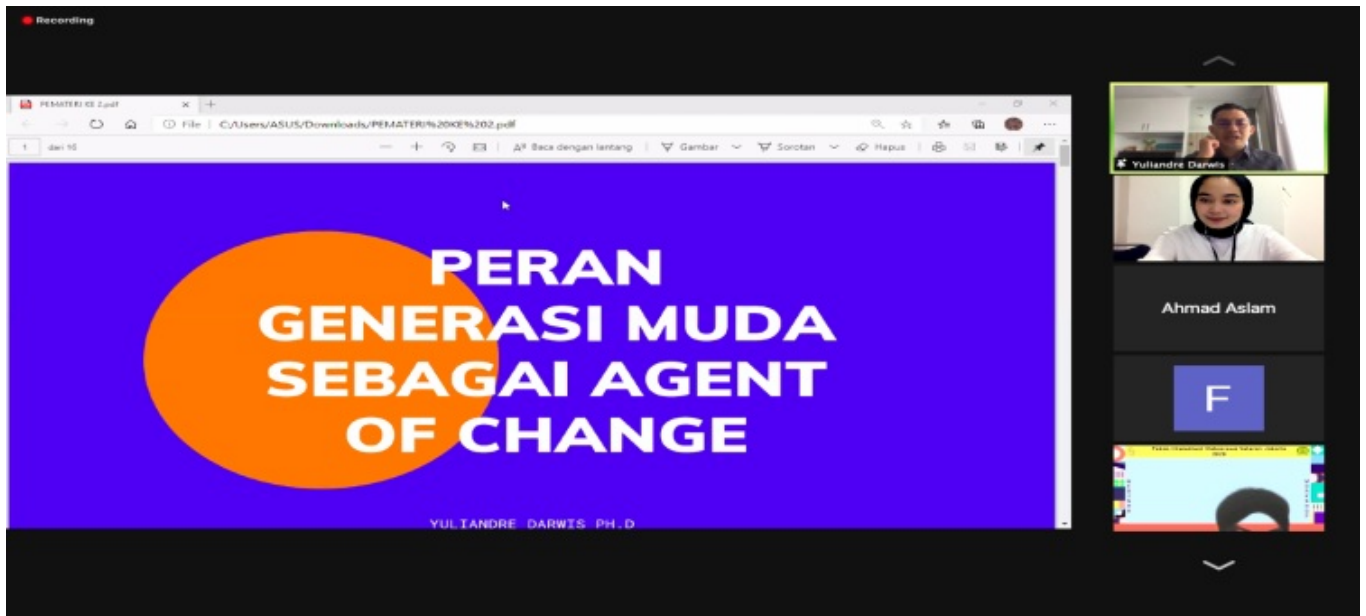 Recording
PEMATERI KE 2.pdf
File | C:/Users/ASUS/Downloads/PEMATERI%20KE%202.pdf
1 dari 16
Baca dengan lantang
Gambar
Sorotan
Hapus
PERAN
GENERASI MUDA
SEBAGAI AGENT
OF CHANGE
YULIANDRE DARWIS PH.D
Yuliandre Darwis
Ahmad Aslam
F